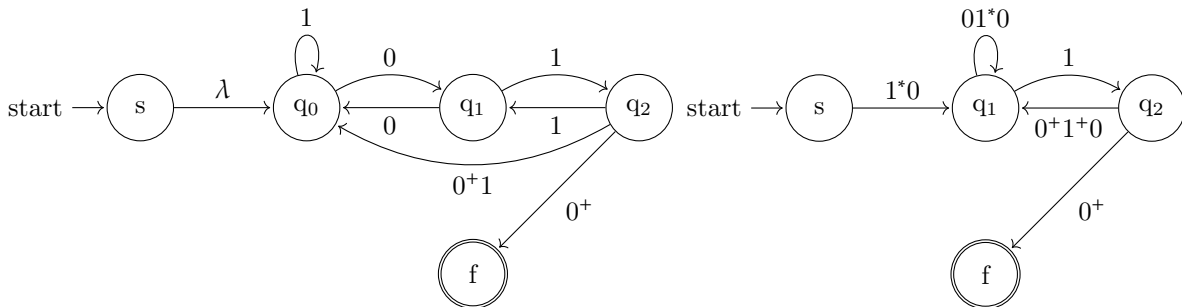 1
01*0
0
1
1
λ
1*0
start
s
q₀
q₁
q₂
start
s
q₁
q₂
0
1
0⁺1⁺0
0⁺1
0⁺
0⁺
f
f